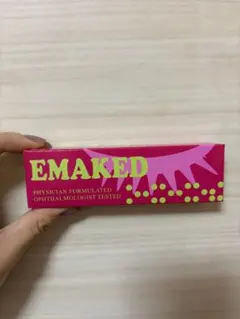 EMAKED
PHYSICIAN FORMULATED
OPHTHALMOLOGIST TESTED